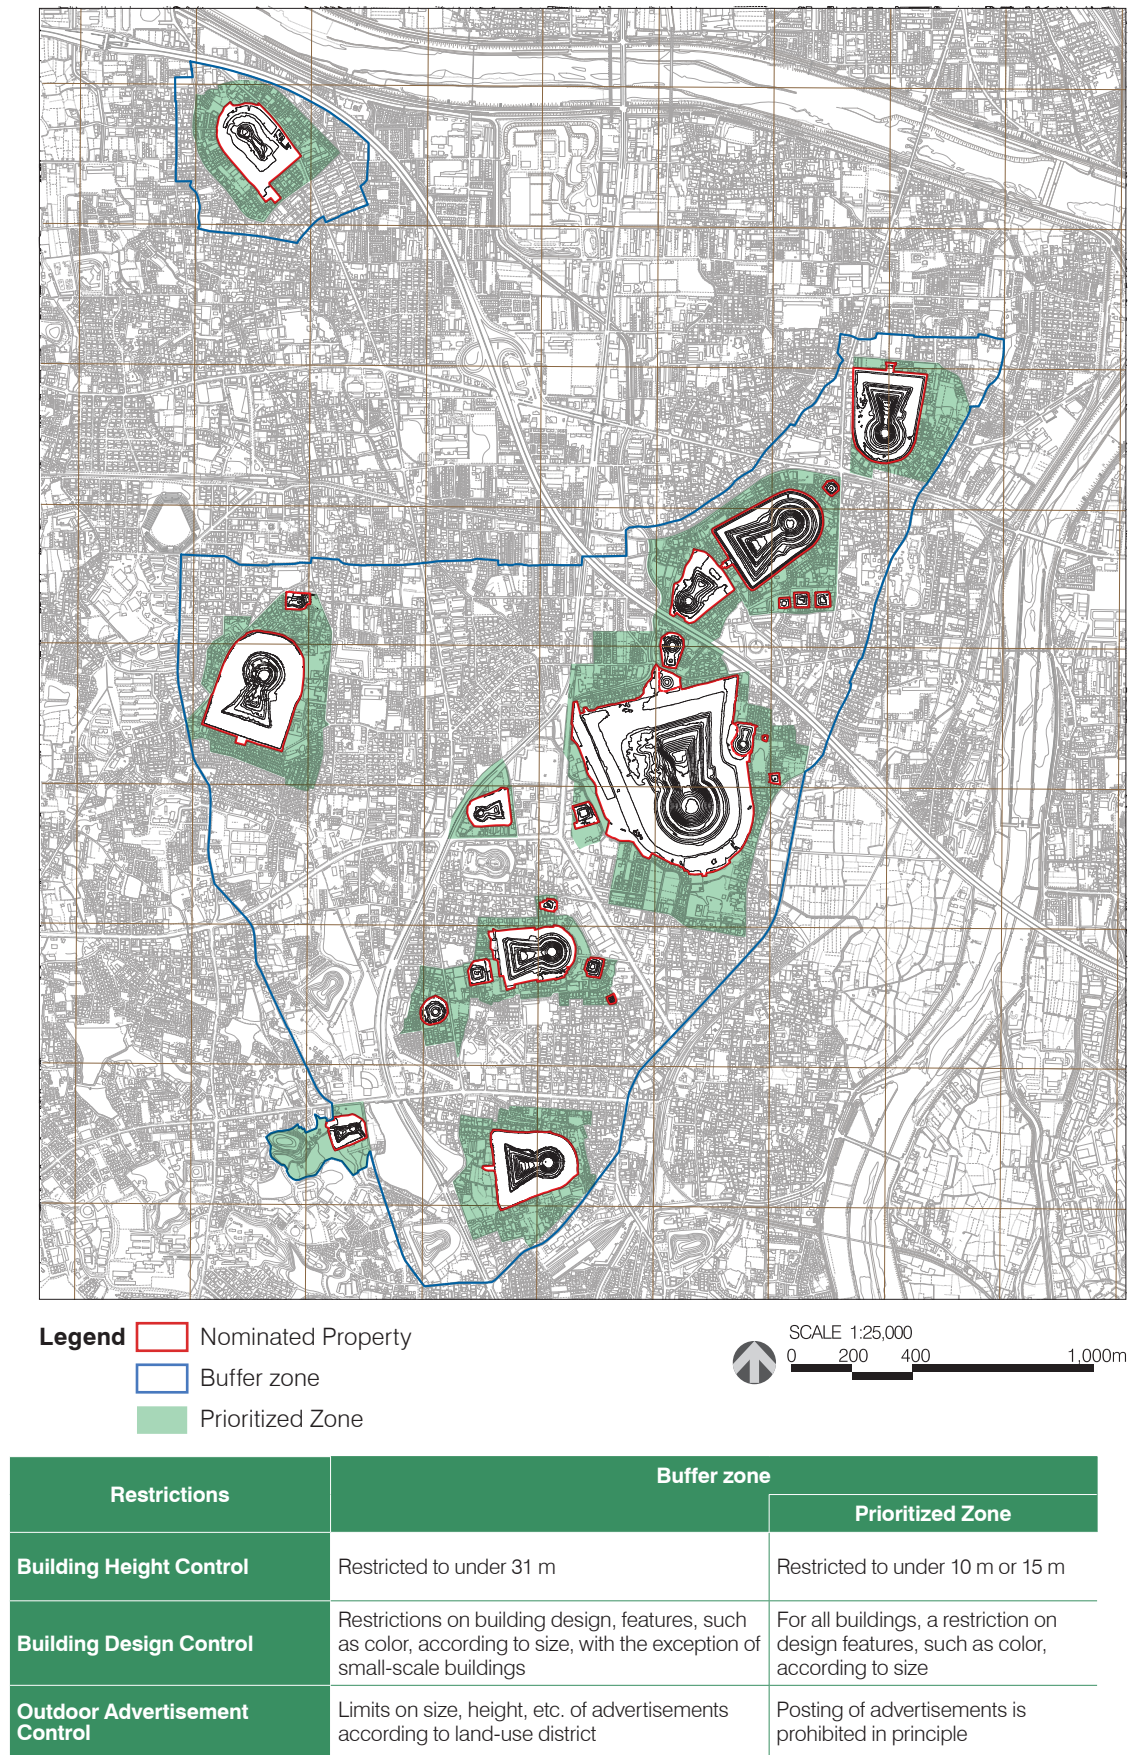 Legend
Nominated Property
Buffer zone
Prioritized Zone
SCALE 1:25,000
0 200 400 1,000m
Restrictions
Buffer zone
Prioritized Zone
Building Height Control
Restricted to under 31 m
Restricted to under 10 m or 15 m
Building Design Control
Restrictions on building design, features, such
as color, according to size, with the exception of
small-scale buildings
For all buildings, a restriction on
design features, such as color,
according to size
Outdoor Advertisement
Control
Limits on size, height, etc. of advertisements
according to land-use district
Posting of advertisements is
prohibited in principle